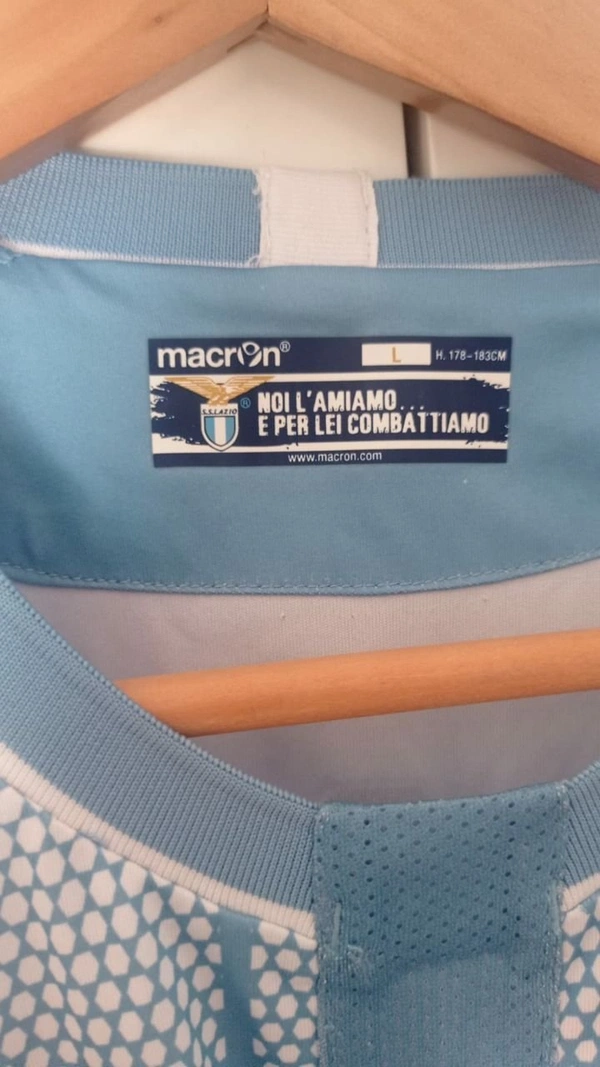 macron®
L
H. 178-183CM
S.S.LAZIO
®
NOI L'AMIAMO...
E PER LEI COMBATTIAMO
www.macron.com